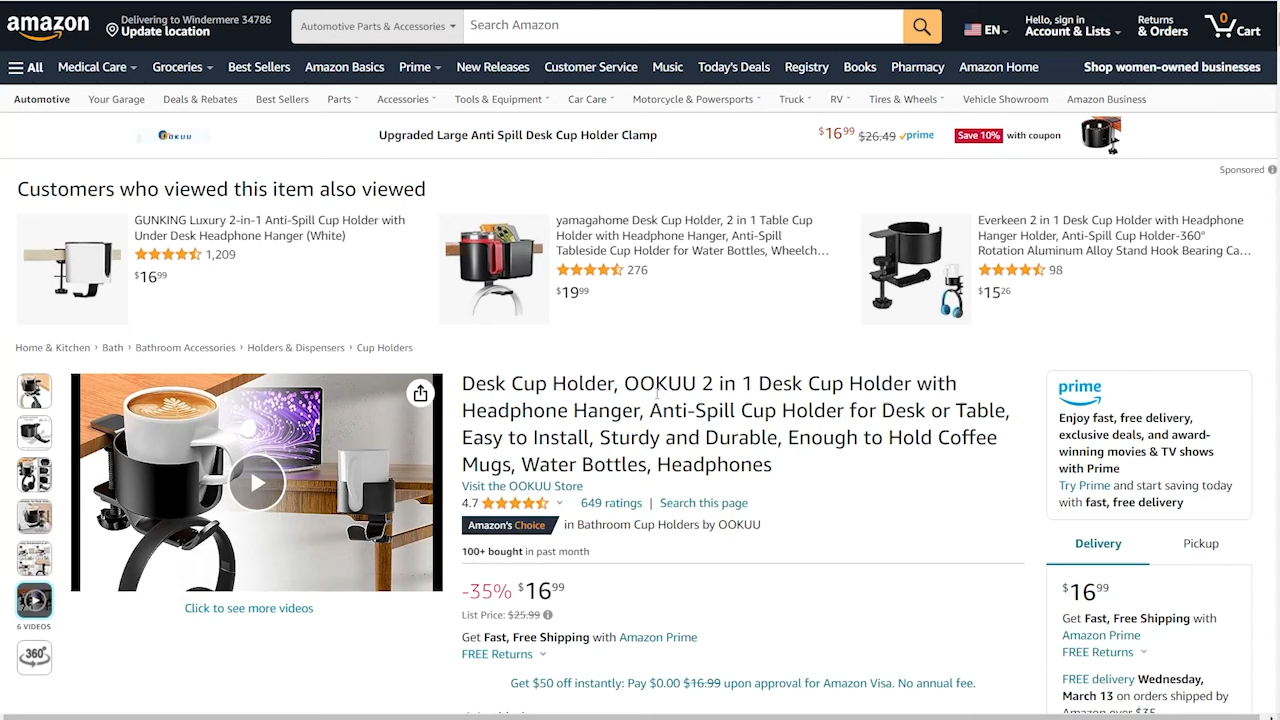 amazon
Delivering to Windermere 34786
Update location
Automotive Parts & Accessories
Search Amazon
EN
Hello, sign in
Account & Lists
Returns
& Orders
0
Cart
All
Medical Care
Groceries
Best Sellers
Amazon Basics
Prime
New Releases
Customer Service
Music
Today's Deals
Registry
Books
Pharmacy
Amazon Home
Shop women-owned businesses
Automotive
Your Garage
Deals & Rebates
Best Sellers
Parts
Accessories
Tools & Equipment
Car Care
Motorcycle & Powersports
Truck
RV
Tires & Wheels
Vehicle Showroom
Amazon Business
OOKUU
Upgraded Large Anti Spill Desk Cup Holder Clamp
$16 99 $26.49 prime
Save 10% with coupon
Sponsored
Customers who viewed this item also viewed
GUNKING Luxury 2-in-1 Anti-Spill Cup Holder with
Under Desk Headphone Hanger (White)
1,209
$16 99
yamagahome Desk Cup Holder, 2 in 1 Table Cup
Holder with Headphone Hanger, Anti-Spill
Tableside Cup Holder for Water Bottles, Wheelch…
276
$19 99
Everkeen 2 in 1 Desk Cup Holder with Headphone
Hanger Holder, Anti-Spill Cup Holder-360°
Rotation Aluminum Alloy Stand Hook Bearing Ca…
98
$15 26
Home & Kitchen › Bath › Bathroom Accessories › Holders & Dispensers › Cup Holders
6 VIDEOS
360°
Click to see more videos
Desk Cup Holder, OOKUU 2 in 1 Desk Cup Holder with
Headphone Hanger, Anti-Spill Cup Holder for Desk or Table,
Easy to Install, Sturdy and Durable, Enough to Hold Coffee
Mugs, Water Bottles, Headphones
Visit the OOKUU Store
4.7 649 ratings | Search this page
Amazon's Choice in Bathroom Cup Holders by OOKUU
100+ bought in past month
-35% $16 99
List Price: $25.99
Get Fast, Free Shipping with Amazon Prime
FREE Returns
Get $50 off instantly: Pay $0.00 $16.99 upon approval for Amazon Visa. No annual fee.
prime
Enjoy fast, free delivery,
exclusive deals, and award-
winning movies & TV shows
with Prime
Try Prime and start saving today
with fast, free delivery
Delivery
Pickup
$16 99
Get Fast, Free Shipping with
Amazon Prime
FREE Returns
FREE delivery Wednesday,
March 13 on orders shipped by
Amazon over $35